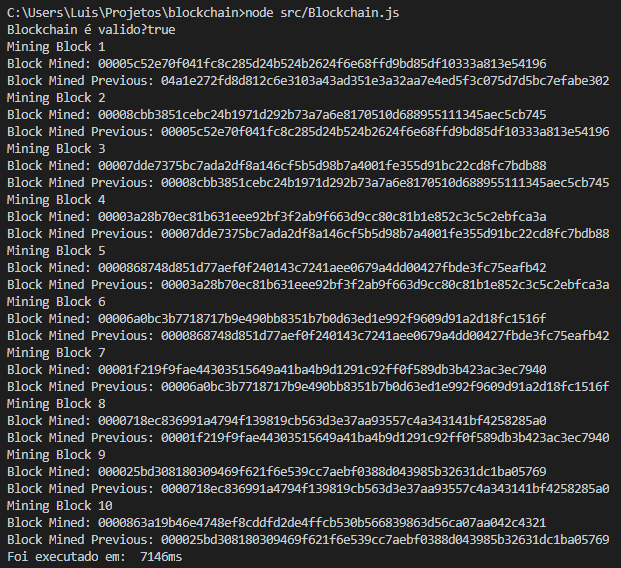 C:\Users\Luis\Projetos\blockchain>node src/Blockchain.js
Blockchain é valido?true
Mining Block 1
Block Mined: 00005c52e70f041fc8c285d24b524b2624f6e68ffd9bd85df10333a813e54196
Block Mined Previous: 04a1e272fd8d812c6e3103a43ad351e3a32aa7e4ed5f3c075d7d5bc7efabe302
Mining Block 2
Block Mined: 00008cbb3851cebc24b1971d292b73a7a6e8170510d688955111345aec5cb745
Block Mined Previous: 00005c52e70f041fc8c285d24b524b2624f6e68ffd9bd85df10333a813e54196
Mining Block 3
Block Mined: 00007dde7375bc7ada2df8a146cf5b5d98b7a4001fe355d91bc22cd8fc7bdb88
Block Mined Previous: 00008cbb3851cebc24b1971d292b73a7a6e8170510d688955111345aec5cb745
Mining Block 4
Block Mined: 00003a28b70ec81b631eee92bf3f2ab9f663d9cc80c81b1e852c3c5c2ebfca3a
Block Mined Previous: 00007dde7375bc7ada2df8a146cf5b5d98b7a4001fe355d91bc22cd8fc7bdb88
Mining Block 5
Block Mined: 0000868748d851d77aef0f240143c7241aee0679a4dd00427fbde3fc75eafb42
Block Mined Previous: 00003a28b70ec81b631eee92bf3f2ab9f663d9cc80c81b1e852c3c5c2ebfca3a
Mining Block 6
Block Mined: 00006a0bc3b7718717b9e490bb8351b7b0d63ed1e992f9609d91a2d18fc1516f
Block Mined Previous: 0000868748d851d77aef0f240143c7241aee0679a4dd00427fbde3fc75eafb42
Mining Block 7
Block Mined: 00001f219f9fae44303515649a41ba4b9d1291c92ff0f589db3b423ac3ec7940
Block Mined Previous: 00006a0bc3b7718717b9e490bb8351b7b0d63ed1e992f9609d91a2d18fc1516f
Mining Block 8
Block Mined: 0000718ec836991a4794f139819cb563d3e37aa93557c4a343141bf4258285a0
Block Mined Previous: 00001f219f9fae44303515649a41ba4b9d1291c92ff0f589db3b423ac3ec7940
Mining Block 9
Block Mined: 000025bd308180309469f621f6e539cc7aebf0388d043985b32631dc1ba05769
Block Mined Previous: 0000718ec836991a4794f139819cb563d3e37aa93557c4a343141bf4258285a0
Mining Block 10
Block Mined: 0000863a19b46e4748ef8cddfd2de4ffcb530b566839863d56ca07aa042c4321
Block Mined Previous: 000025bd308180309469f621f6e539cc7aebf0388d043985b32631dc1ba05769
Foi executado em:  7146ms